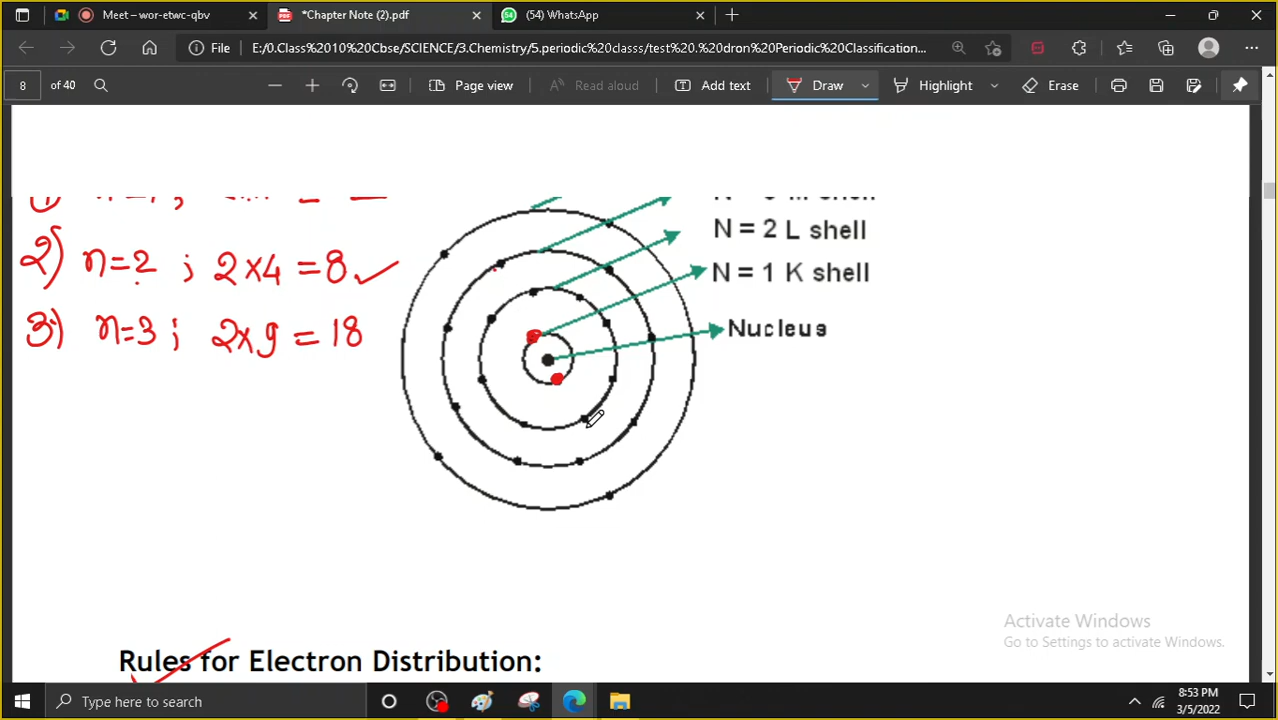 Meet – wor-etwc-qbv
*Chapter Note (2).pdf
(54) WhatsApp
54
File
E:/0.Class%2010%20Cbse/SCIENCE/3.Chemistry/5.periodic%20classs/test%20.%20dron%20Periodic%20Classification...
8
of 40
Page view
Read aloud
Add text
Draw
Highlight
Erase
shell
2) n=2 ; 2×4 = 8
N = 2 L shell
N = 1 K shell
3) n=3 ; 2×9 = 18
Nucleus
Rules for Electron Distribution:
Activate Windows
Go to Settings to activate Windows.
Type here to search
8:53 PM
3/5/2022